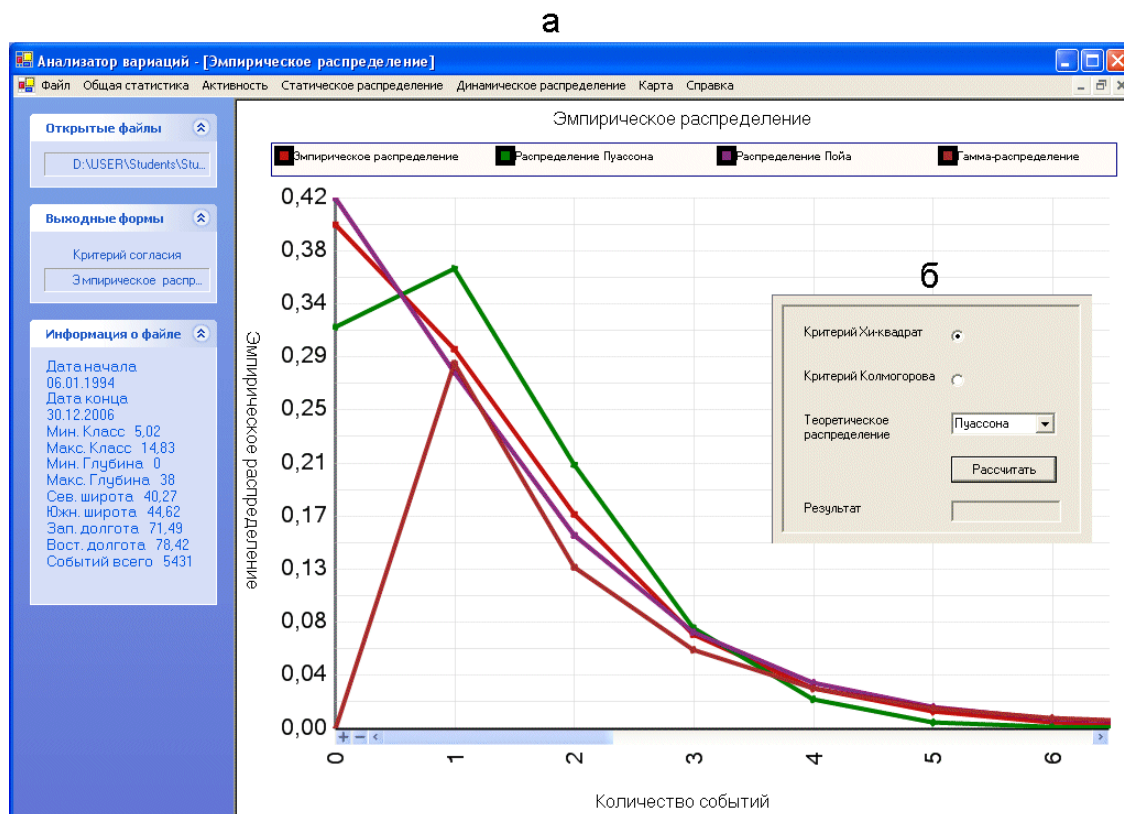 а
Анализатор вариаций - [Эмпирическое распределение]
Файл Общая статистика Активность Статическое распределение Динамическое распределение Карта Справка
Открытые файлы
D:\USER\Students\Stu...
Выходные формы
Критерий согласия
Эмпирическое распр...
Информация о файле
Дата начала
06.01.1994
Дата конца
30.12.2006
Мин. Класс 5,02
Макс. Класс 14,83
Мин. Глубина 0
Макс. Глубина 38
Сев. широта 40,27
Южн. широта 44,62
Зап. долгота 71,49
Вост. долгота 78,42
Событий всего 5431
Эмпирическое распределение
Эмпирическое распределение Распределение Пуассона Распределение Пойа Гамма-распределение
Эмпирическое распределение
0,42
0,38
0,34
0,29
0,25
0,21
0,17
0,13
0,08
0,04
0,00
0 1 2 3 4 5 6
Количество событий
б
Критерий Хи-квадрат
Критерий Колмогорова
Теоретическое
распределение
Пуассона
Рассчитать
Результат